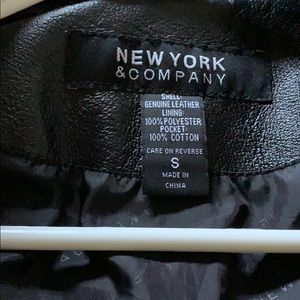 NEW YORK
& COMPANY
SHELL:
GENUINE LEATHER
LINING:
100% POLYESTER
POCKET:
100% COTTON
CARE ON REVERSE
S
MADE IN
CHINA